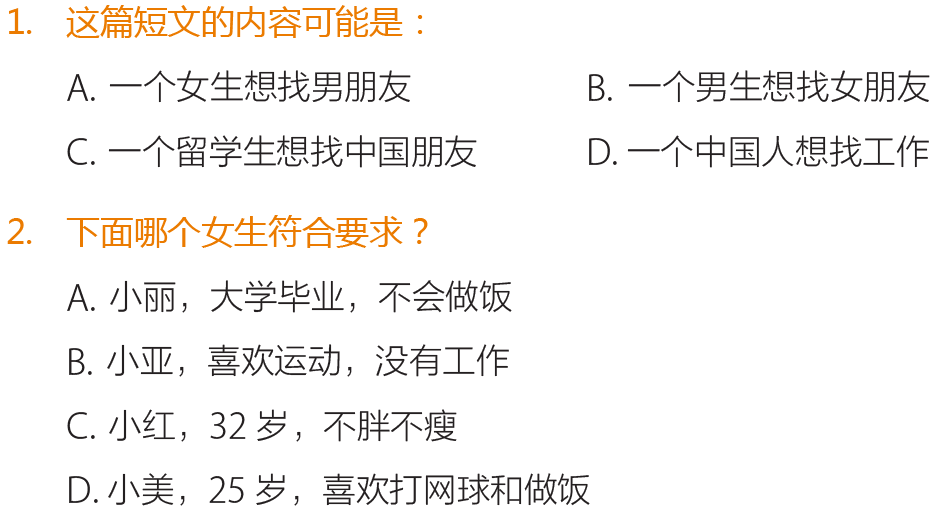 1. 这篇短文的内容可能是：
A. 一个女生想找男朋友 B. 一个男生想找女朋友
C. 一个留学生想找中国朋友 D. 一个中国人想找工作
2. 下面哪个女生符合要求？
A. 小丽，大学毕业，不会做饭
B. 小亚，喜欢运动，没有工作
C. 小红，32 岁，不胖不瘦
D. 小美，25 岁，喜欢打网球和做饭